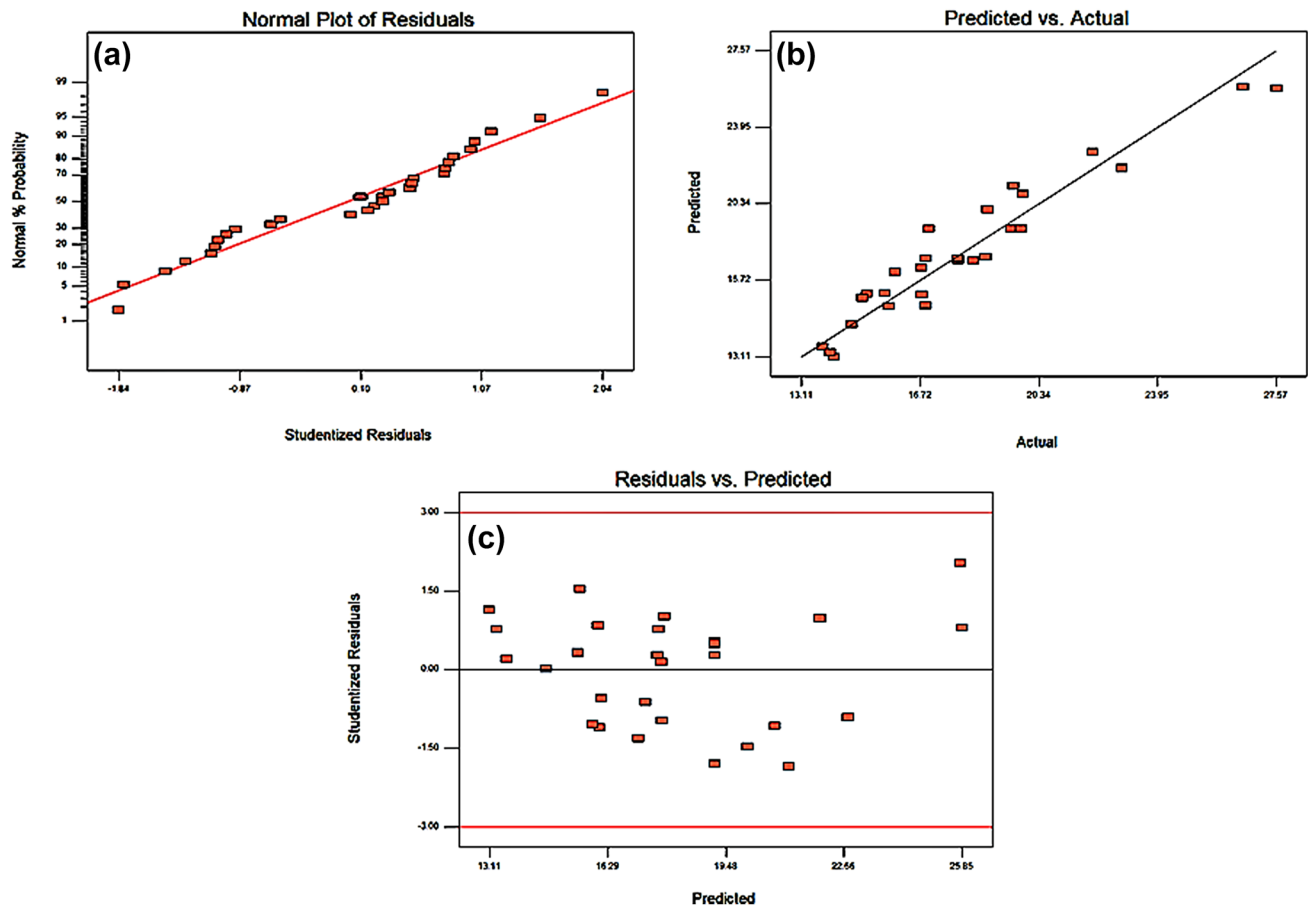 Normal Plot of Residuals
(a)
99
95
90
80
70
50
30
20
10
5
1
Normal % Probability
-1.84 -0.87 0.10 1.07 2.04
Studentized Residuals
Predicted vs. Actual
(b)
27.57
23.95
20.34
16.72
13.11
Predicted
13.11 16.72 20.34 23.95 27.57
Actual
Residuals vs. Predicted
(c)
3.00
1.50
0.00
-1.50
-3.00
Studentized Residuals
13.11 16.29 19.48 22.66 25.85
Predicted